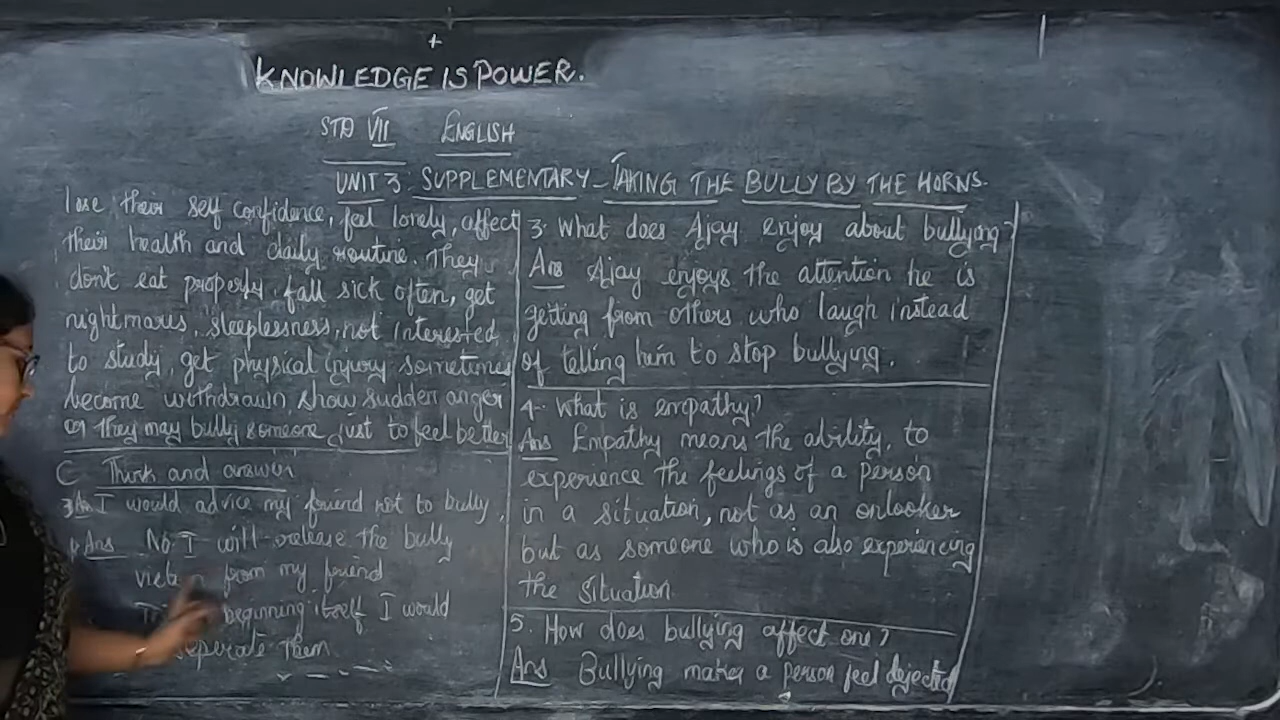 KNOWLEDGE IS POWER.
STD VII ENGLISH
UNIT 3 SUPPLEMENTARY - TAKING THE BULLY BY THE HORNS.
lose their self confidence, feel lonely, affect
their health and daily routine. They
don't eat properly, fall sick often, get
nightmares, sleeplessness, not interested
to study, get physical injury sometimes
become withdrawn, show sudden anger
or they may bully someone just to feel better
C Think and answer
3 Ans I would advice my friend not to bully.
Ans No. I will release the bully
from my friend
beginning itself I would
seperate them
3. What does Ajay enjoy about bullying?
Ans Ajay enjoys the attention he is
getting from others who laugh instead
of telling him to stop bullying.
4. What is empathy?
Ans Empathy means the ability, to
experience the feelings of a person
in a situation, not as an onlooker
but as someone who is also experiencing
the situation
5. How does bullying affect one?
Ans Bullying makes a person feel dejected